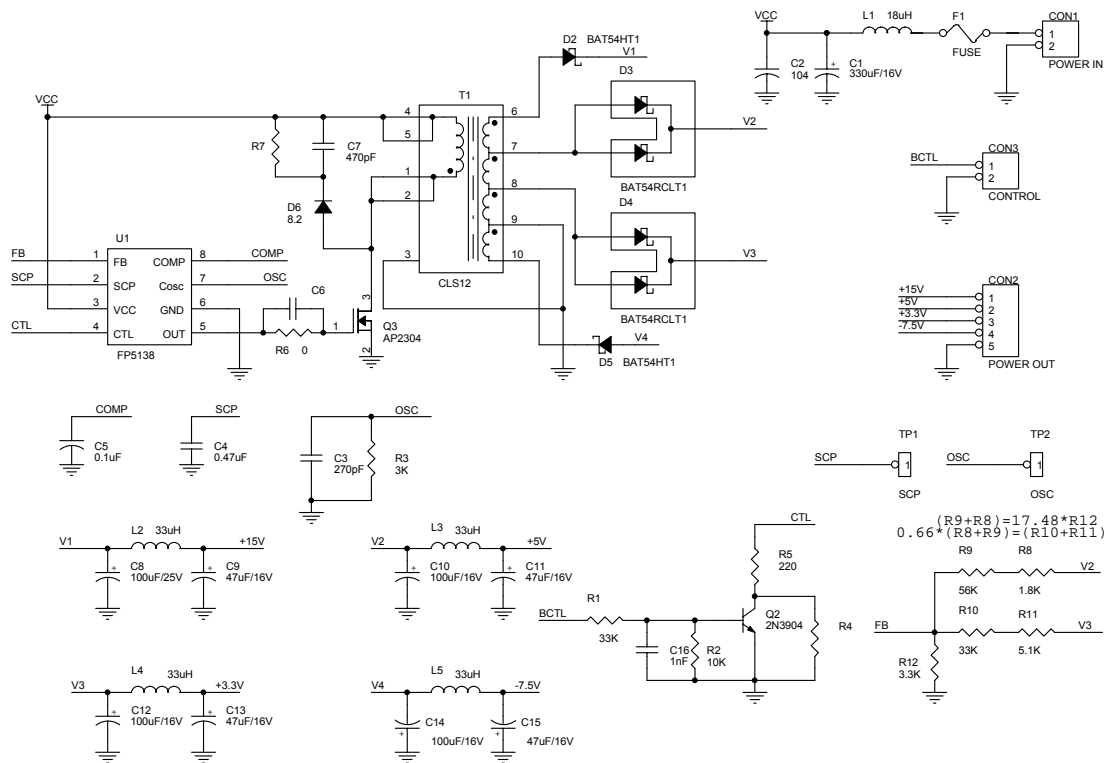 VCC
L1
18uH
F1
FUSE
CON1
1
2
POWER IN
C2
104
C1
330uF/16V
+
D2
BAT54HT1
V1
D3
V2
BAT54RCLT1
D4
V3
BAT54RCLT1
V4
D5
BAT54HT1
VCC
R7
C7
470pF
D6
8.2
T1
4
5
1
2
3
6
7
8
9
10
CLS12
BCTL
CON3
1
2
CONTROL
U1
FB
1
FB
SCP
2
SCP
3
VCC
CTL
4
CTL
COMP
8
COMP
Cosc
7
OSC
GND
6
OUT
5
FP5138
C6
R6
0
1
3
2
Q3
AP2304
CON2
+15V
1
+5V
2
+3.3V
3
-7.5V
4
5
POWER OUT
COMP
C5
0.1uF
SCP
C4
0.47uF
OSC
C3
270pF
R3
3K
TP1
SCP
1
SCP
TP2
OSC
1
OSC
(R9+R8)=17.48*R12
0.66*(R8+R9)=(R10+R11)
V1
L2
33uH
+15V
+
C8
100uF/25V
+
C9
47uF/16V
V2
L3
33uH
+5V
+
C10
100uF/16V
+
C11
47uF/16V
CTL
R5
220
BCTL
R1
33K
C16
1nF
R2
10K
Q2
2N3904
R4
FB
R9
56K
R8
1.8K
V2
R10
33K
R11
5.1K
V3
R12
3.3K
V3
L4
33uH
+3.3V
+
C12
100uF/16V
+
C13
47uF/16V
V4
L5
33uH
-7.5V
+
C14
100uF/16V
+
C15
47uF/16V